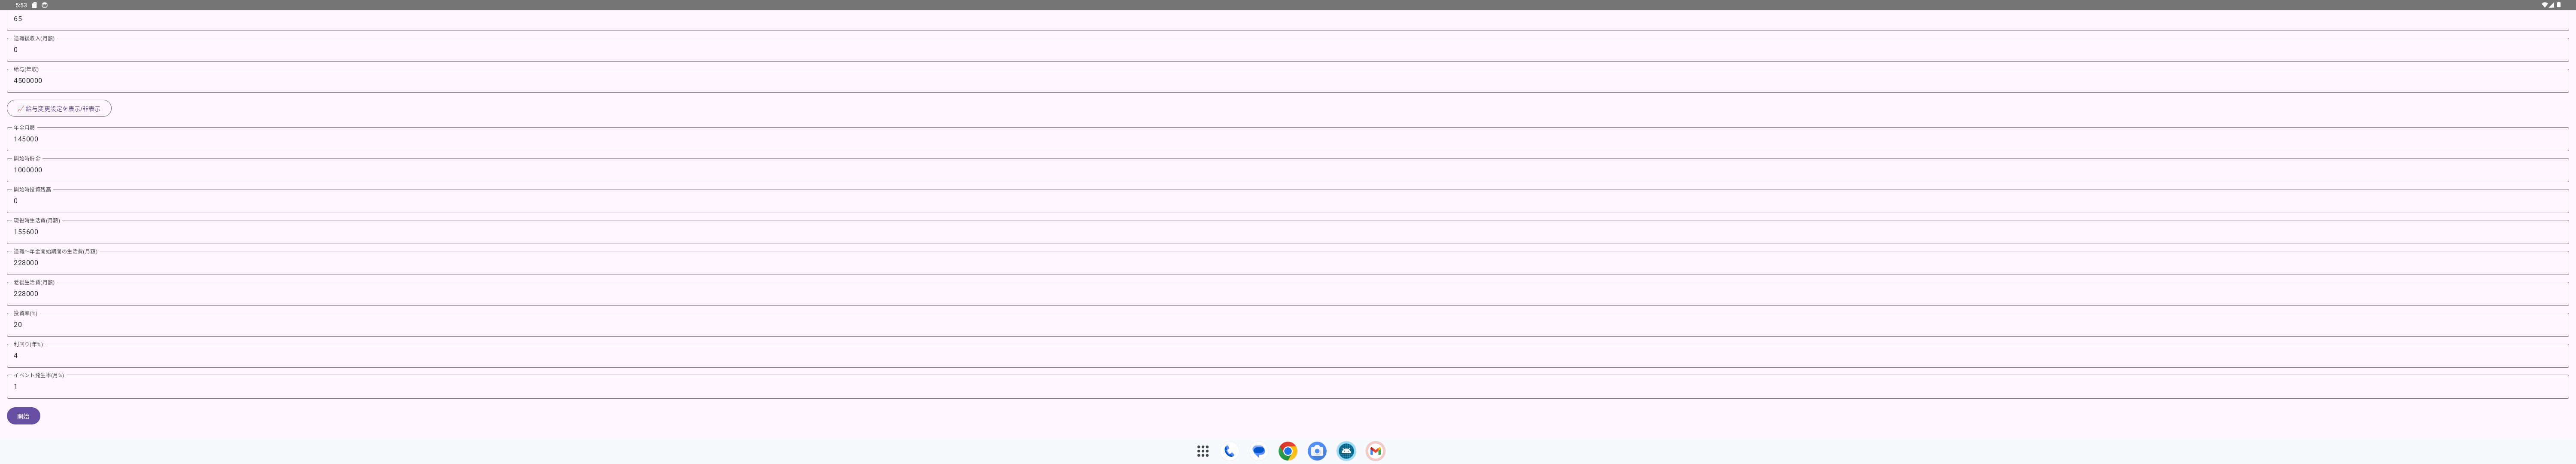 5:53
65
退職後収入(月額)
0
給与(年収)
4500000
📈 給与変更設定を表示/非表示
年金月額
145000
開始時貯金
1000000
開始時投資残高
0
現役時生活費(月額)
155600
退職～年金開始期間の生活費(月額)
228000
老後生活費(月額)
228000
投資率(%)
20
利回り(年%)
4
イベント発生率(月%)
1
開始